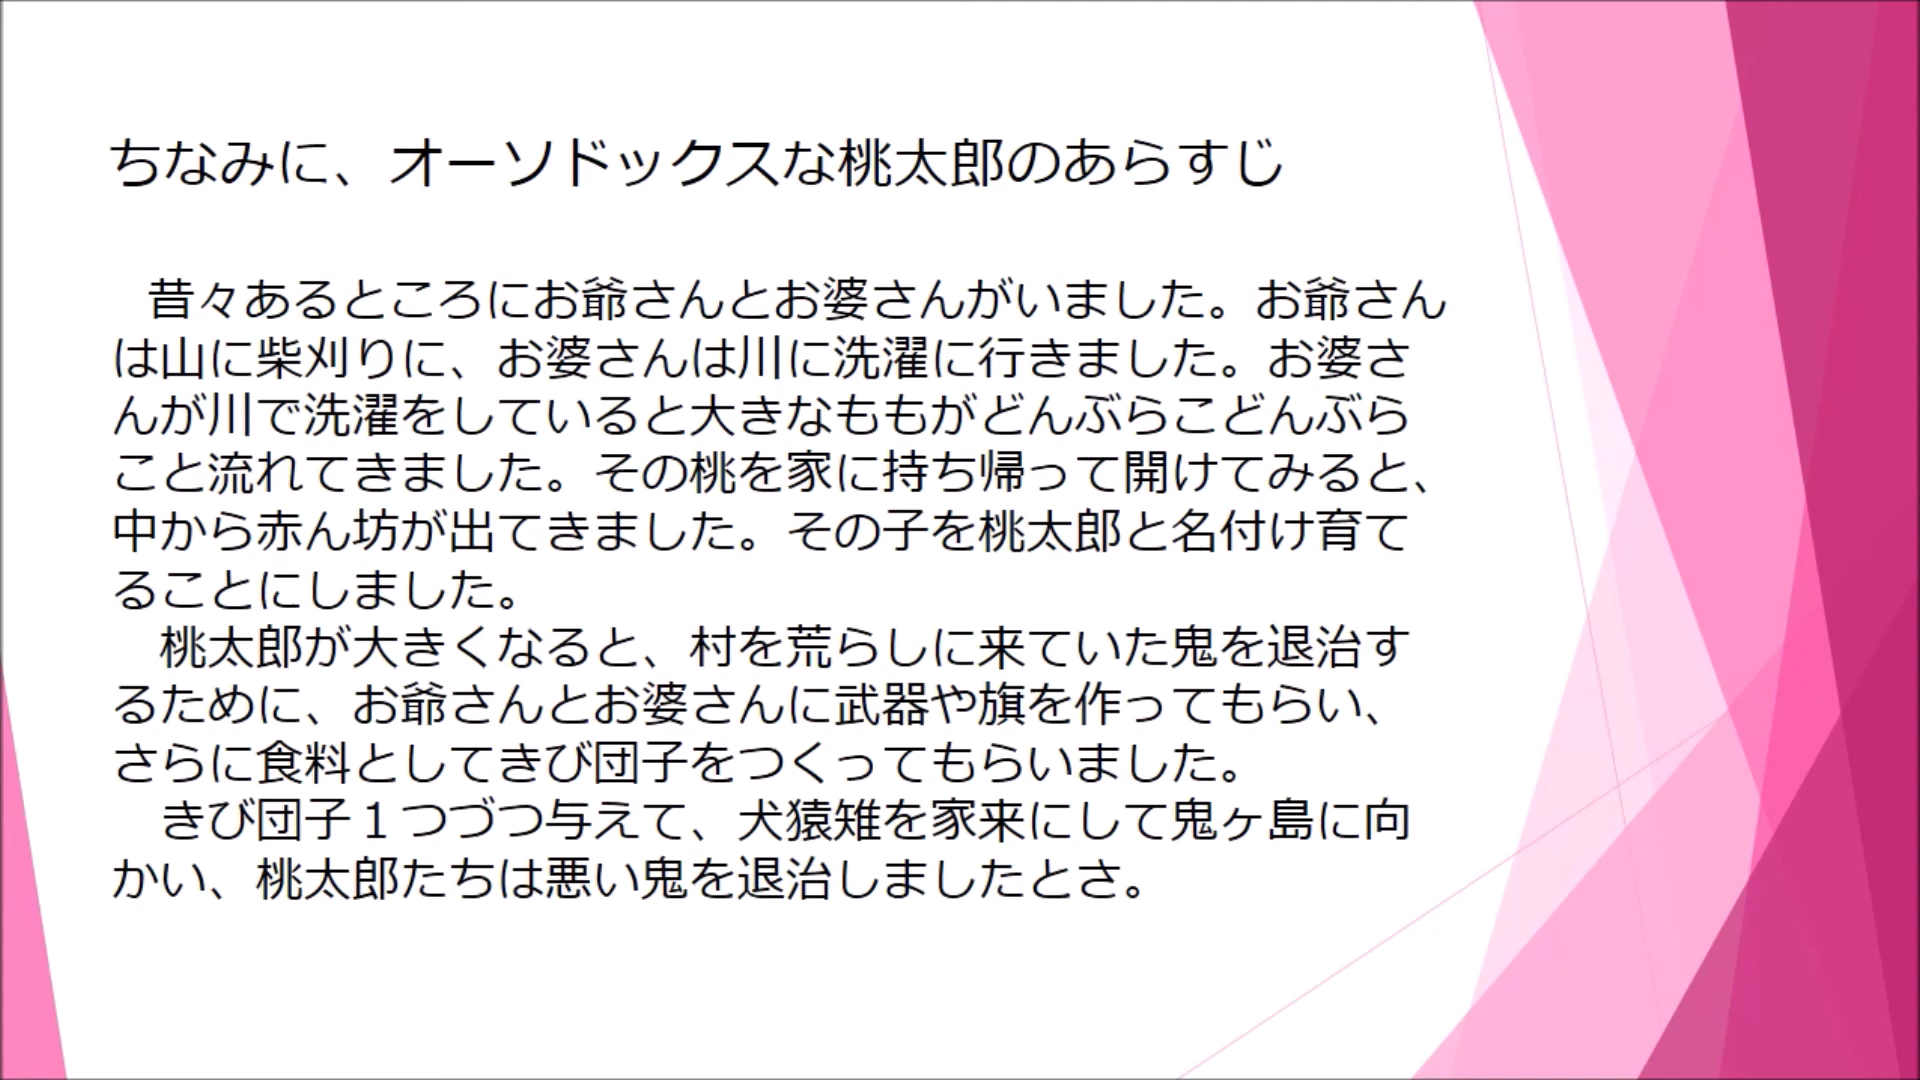 ちなみに、オーソドックスな桃太郎のあらすじ
昔々あるところにお爺さんとお婆さんがいました。お爺さん
は山に柴刈りに、お婆さんは川に洗濯に行きました。お婆さ
んが川で洗濯をしていると大きなももがどんぶらこどんぶら
こと流れてきました。その桃を家に持ち帰って開けてみると、
中から赤ん坊が出てきました。その子を桃太郎と名付け育て
ることにしました。
桃太郎が大きくなると、村を荒らしに来ていた鬼を退治す
るために、お爺さんとお婆さんに武器や旗を作ってもらい、
さらに食料としてきび団子をつくってもらいました。
きび団子１つづつ与えて、犬猿雉を家来にして鬼ヶ島に向
かい、桃太郎たちは悪い鬼を退治しましたとさ。